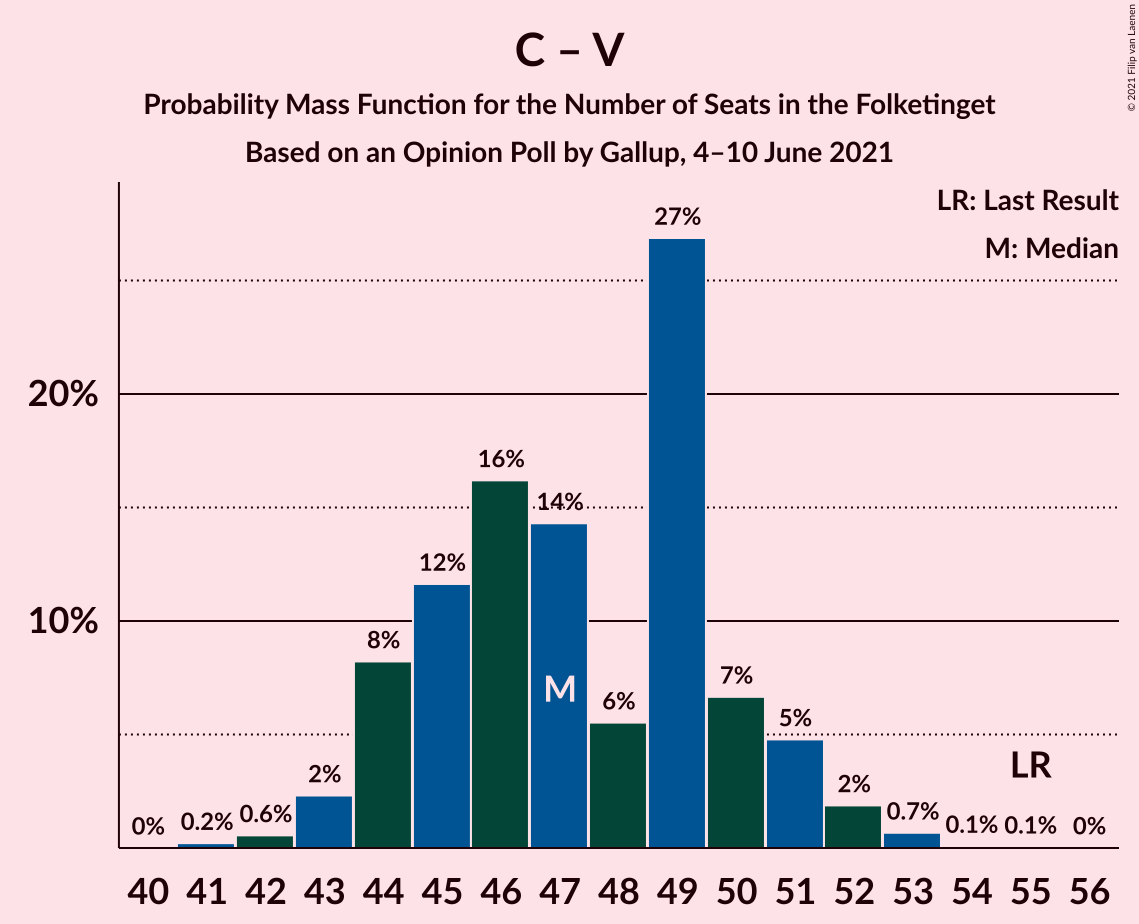 C – V
Probability Mass Function for the Number of Seats in the Folketinget
Based on an Opinion Poll by Gallup, 4–10 June 2021
© 2021 Filip van Laenen
LR: Last Result
M: Median
20%
10%
0%
0.2%
0.6%
2%
8%
12%
16%
14%
6%
27%
7%
5%
2%
0.7%
0.1%
0.1%
0%
M
LR
40 41 42 43 44 45 46 47 48 49 50 51 52 53 54 55 56